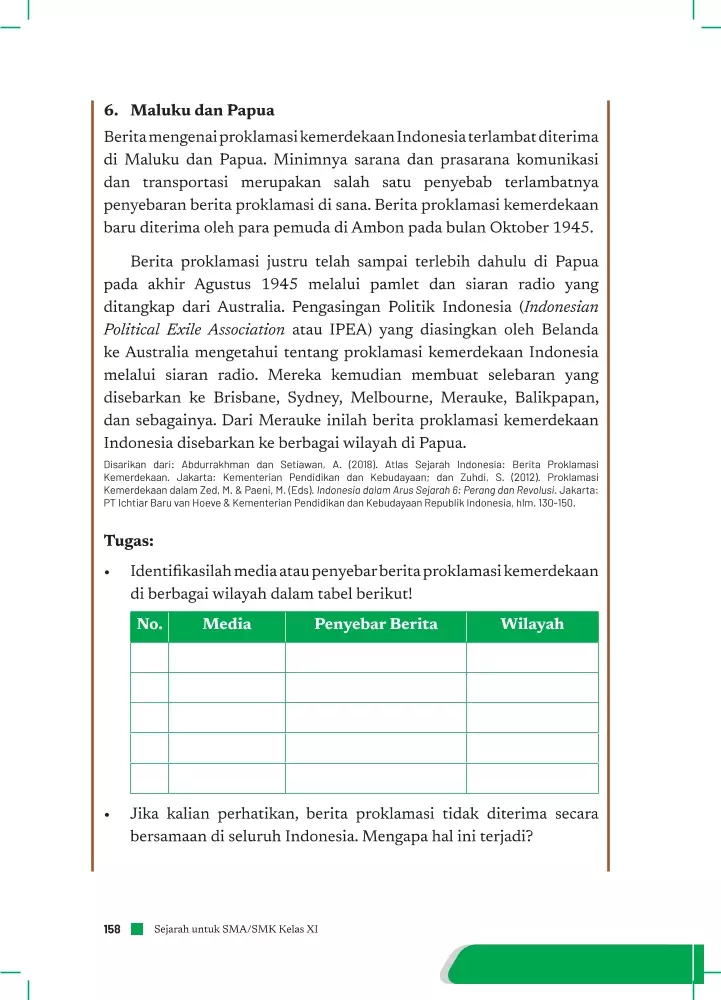 6. Maluku dan Papua
Berita mengenai proklamasi kemerdekaan Indonesia terlambat diterima
di Maluku dan Papua. Minimnya sarana dan prasarana komunikasi
dan transportasi merupakan salah satu penyebab terlambatnya
penyebaran berita proklamasi di sana. Berita proklamasi kemerdekaan
baru diterima oleh para pemuda di Ambon pada bulan Oktober 1945.
Berita proklamasi justru telah sampai terlebih dahulu di Papua
pada akhir Agustus 1945 melalui pamlet dan siaran radio yang
ditangkap dari Australia. Pengasingan Politik Indonesia (Indonesian
Political Exile Association atau IPEA) yang diasingkan oleh Belanda
ke Australia mengetahui tentang proklamasi kemerdekaan Indonesia
melalui siaran radio. Mereka kemudian membuat selebaran yang
disebarkan ke Brisbane, Sydney, Melbourne, Merauke, Balikpapan,
dan sebagainya. Dari Merauke inilah berita proklamasi kemerdekaan
Indonesia disebarkan ke berbagai wilayah di Papua.
Disarikan dari: Abdurrakhman dan Setiawan, A. (2018). Atlas Sejarah Indonesia: Berita Proklamasi
Kemerdekaan. Jakarta: Kementerian Pendidikan dan Kebudayaan; dan Zuhdi, S. (2012). Proklamasi
Kemerdekaan dalam Zed, M. & Paeni, M. (Eds). Indonesia dalam Arus Sejarah 6: Perang dan Revolusi. Jakarta:
PT Ichtiar Baru van Hoeve & Kementerian Pendidikan dan Kebudayaan Republik Indonesia, hlm. 130-150.
Tugas:
• Identifikasilah media atau penyebar berita proklamasi kemerdekaan
di berbagai wilayah dalam tabel berikut!
No. Media Penyebar Berita Wilayah
• Jika kalian perhatikan, berita proklamasi tidak diterima secara
bersamaan di seluruh Indonesia. Mengapa hal ini terjadi?
158 Sejarah untuk SMA/SMK Kelas XI